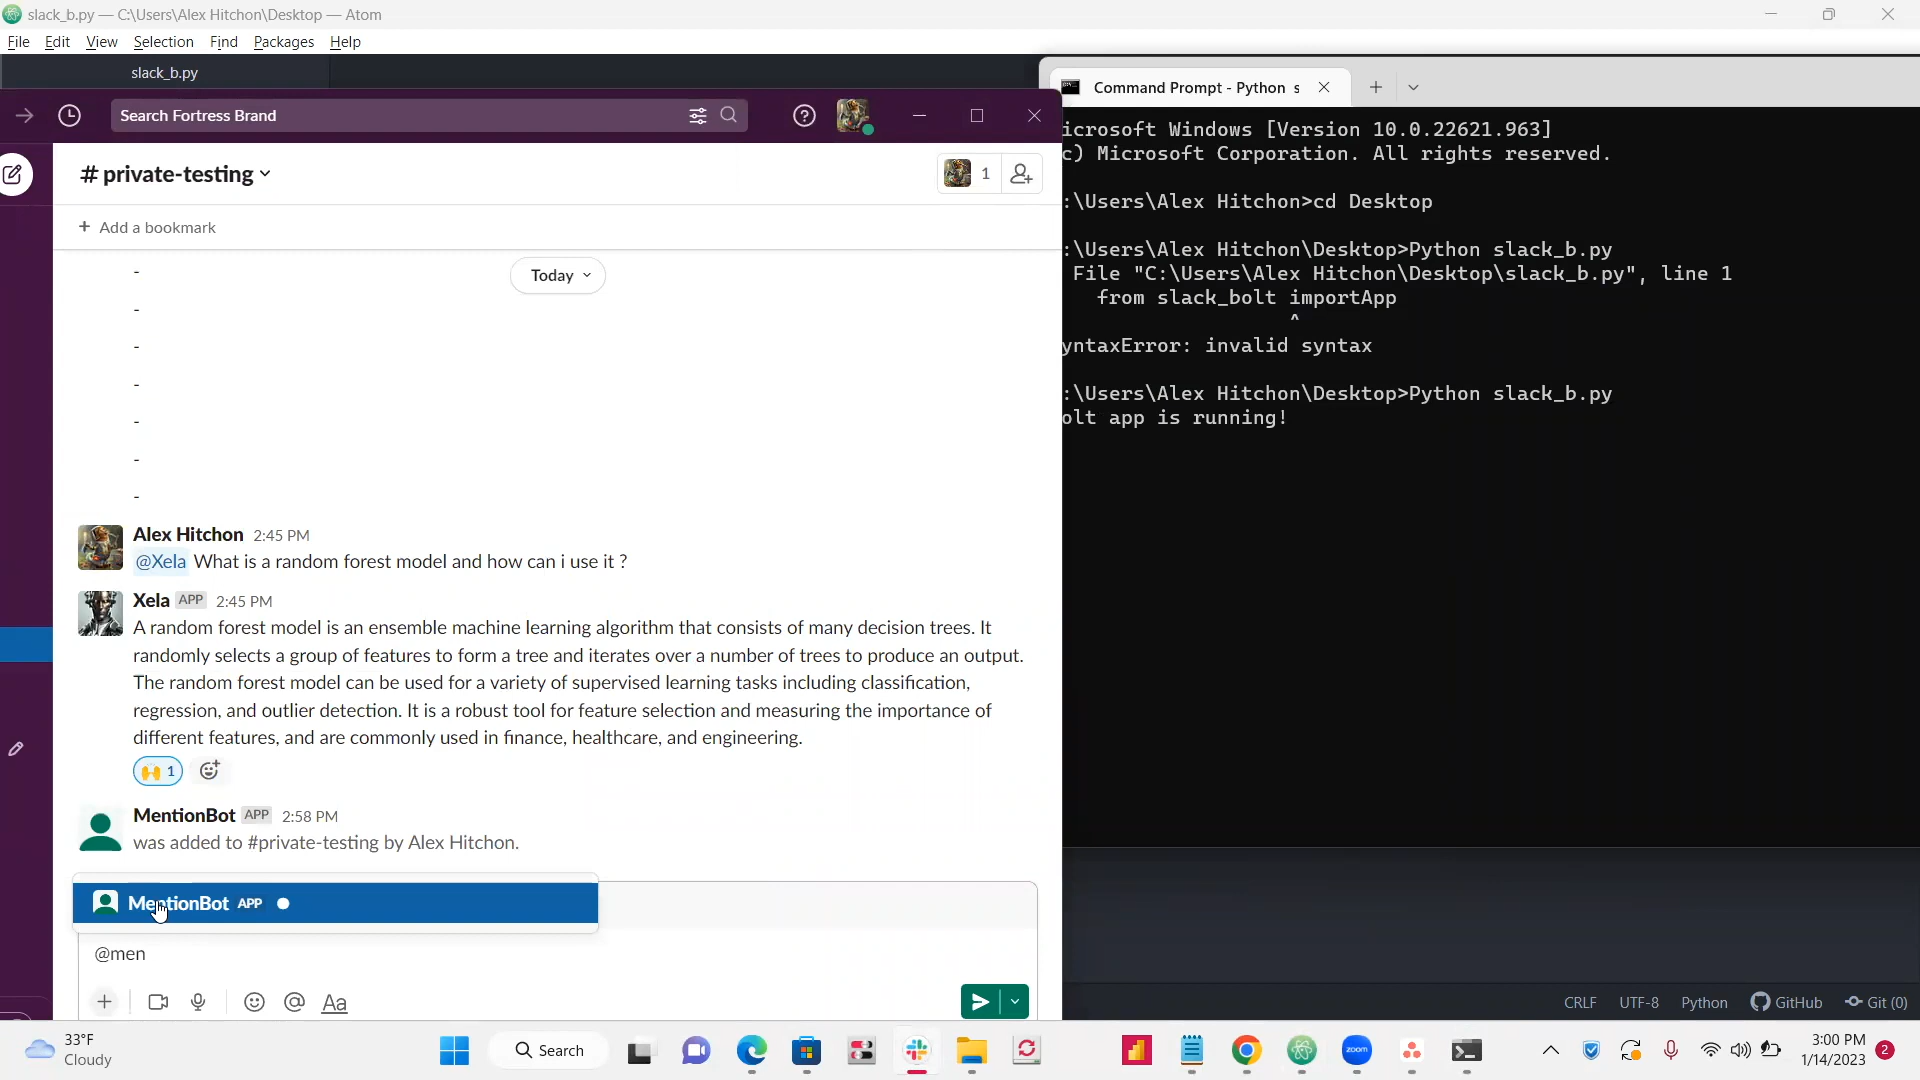 slack_b.py — C:\Users\Alex Hitchon\Desktop — Atom
File Edit View Selection Find Packages Help
slack_b.py
Command Prompt - Python s
Search Fortress Brand
# private-testing
1
+ Add a bookmark
Today
-
-
-
-
-
-
-
Alex Hitchon 2:45 PM
@Xela What is a random forest model and how can i use it ?
Xela APP 2:45 PM
A random forest model is an ensemble machine learning algorithm that consists of many decision trees. It
randomly selects a group of features to form a tree and iterates over a number of trees to produce an output.
The random forest model can be used for a variety of supervised learning tasks including classification,
regression, and outlier detection. It is a robust tool for feature selection and measuring the importance of
different features, and are commonly used in finance, healthcare, and engineering.
1
MentionBot APP 2:58 PM
was added to #private-testing by Alex Hitchon.
MentionBot APP
@men
Aa
icrosoft Windows [Version 10.0.22621.963]
c) Microsoft Corporation. All rights reserved.
:\Users\Alex Hitchon>cd Desktop
:\Users\Alex Hitchon\Desktop>Python slack_b.py
File "C:\Users\Alex Hitchon\Desktop\slack_b.py", line 1
from slack_bolt importApp
^
yntaxError: invalid syntax
:\Users\Alex Hitchon\Desktop>Python slack_b.py
olt app is running!
CRLF UTF-8 Python GitHub Git (0)
33°F
Cloudy
Search
zoom
3:00 PM
1/14/2023
2